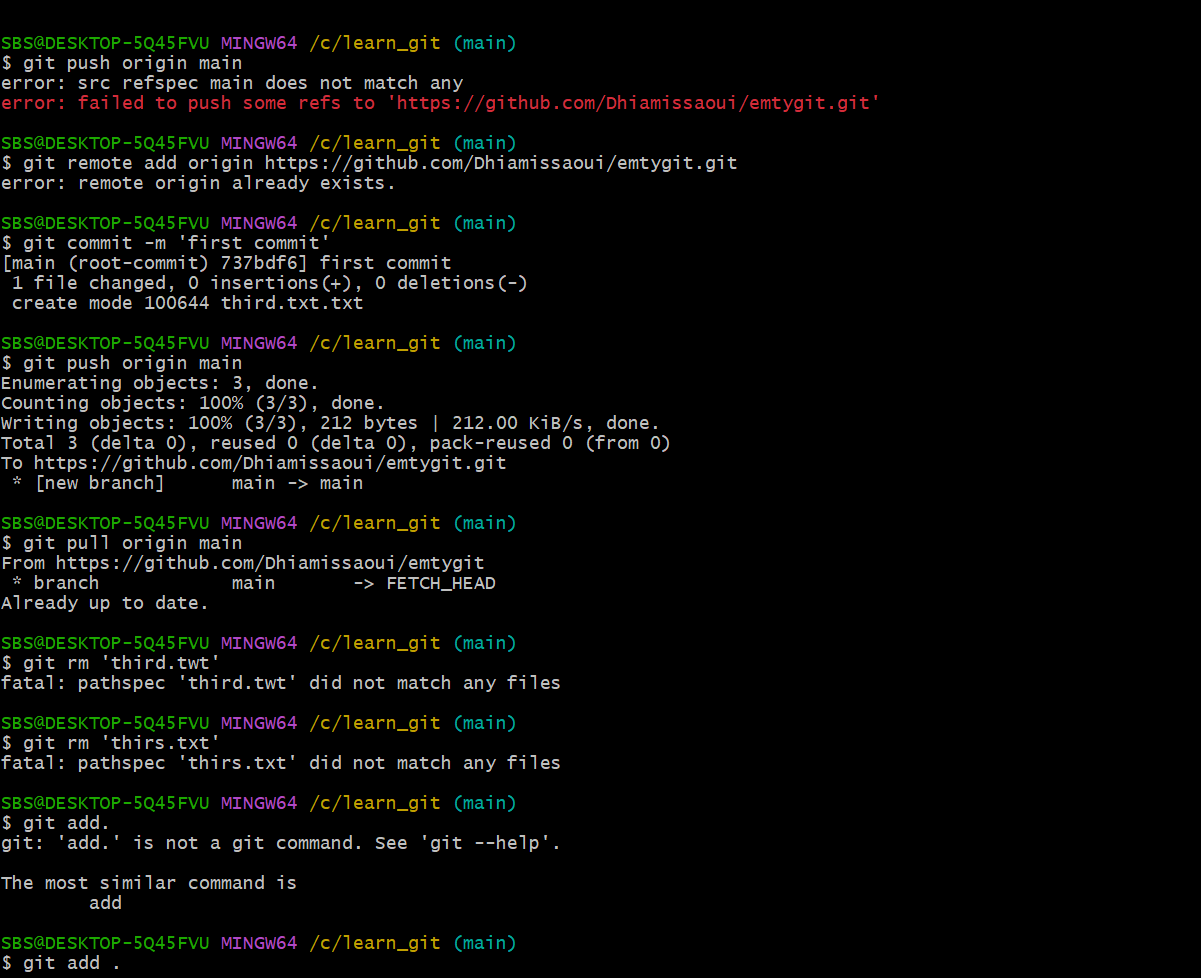 SBS@DESKTOP-5Q45FVU MINGW64 /c/learn_git (main)
$ git push origin main
error: src refspec main does not match any
error: failed to push some refs to 'https://github.com/Dhiamissaoui/emtygit.git'
SBS@DESKTOP-5Q45FVU MINGW64 /c/learn_git (main)
$ git remote add origin https://github.com/Dhiamissaoui/emtygit.git
error: remote origin already exists.
SBS@DESKTOP-5Q45FVU MINGW64 /c/learn_git (main)
$ git commit -m 'first commit'
[main (root-commit) 737bdf6] first commit
 1 file changed, 0 insertions(+), 0 deletions(-)
 create mode 100644 third.txt.txt
SBS@DESKTOP-5Q45FVU MINGW64 /c/learn_git (main)
$ git push origin main
Enumerating objects: 3, done.
Counting objects: 100% (3/3), done.
Writing objects: 100% (3/3), 212 bytes | 212.00 KiB/s, done.
Total 3 (delta 0), reused 0 (delta 0), pack-reused 0 (from 0)
To https://github.com/Dhiamissaoui/emtygit.git
 * [new branch]      main -> main
SBS@DESKTOP-5Q45FVU MINGW64 /c/learn_git (main)
$ git pull origin main
From https://github.com/Dhiamissaoui/emtygit
 * branch            main       -> FETCH_HEAD
Already up to date.
SBS@DESKTOP-5Q45FVU MINGW64 /c/learn_git (main)
$ git rm 'third.twt'
fatal: pathspec 'third.twt' did not match any files
SBS@DESKTOP-5Q45FVU MINGW64 /c/learn_git (main)
$ git rm 'thirs.txt'
fatal: pathspec 'thirs.txt' did not match any files
SBS@DESKTOP-5Q45FVU MINGW64 /c/learn_git (main)
$ git add.
git: 'add.' is not a git command. See 'git --help'.
The most similar command is
        add
SBS@DESKTOP-5Q45FVU MINGW64 /c/learn_git (main)
$ git add .